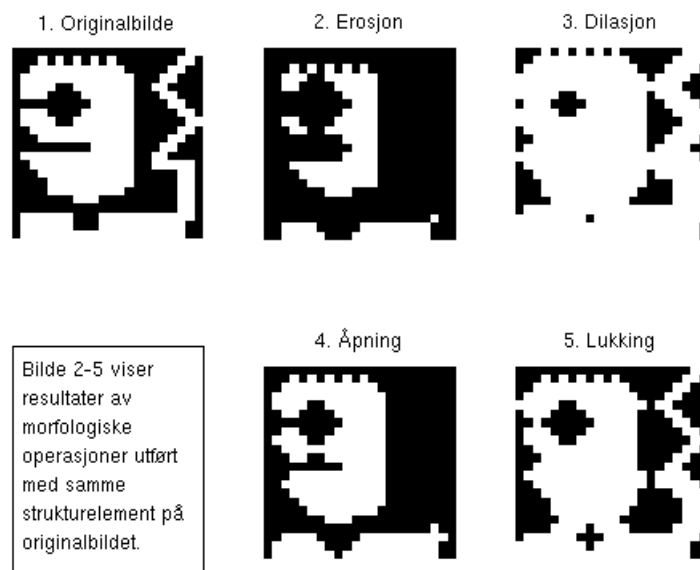 1. Originalbilde
2. Erosjon
3. Dilasjon
4. Åpning
5. Lukking
Bilde 2-5 viser
resultater av
morfologiske
operasjoner utført
med samme
strukturelement på
originalbildet.